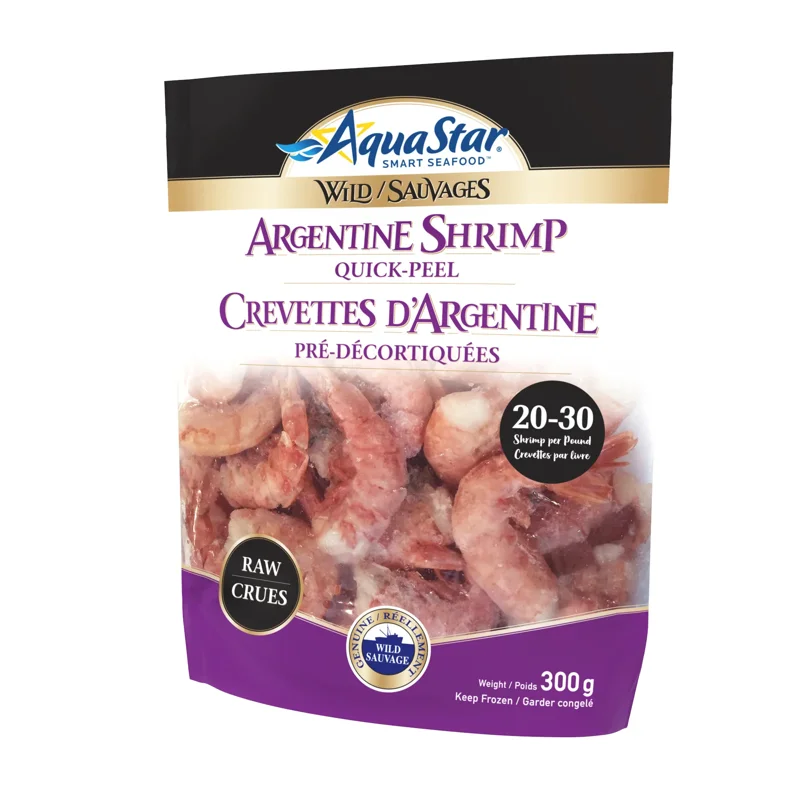 AquaStar®
SMART SEAFOOD™
WILD / SAUVAGES
ARGENTINE SHRIMP
QUICK-PEEL
CREVETTES D'ARGENTINE
PRÉ-DÉCORTIQUÉES
20-30
Shrimp per Pound
Crevettes par livre
RAW
CRUES
GENUINE / RÉELLEMENT
WILD
SAUVAGE
Weight / Poids 300 g
Keep Frozen / Garder congelé